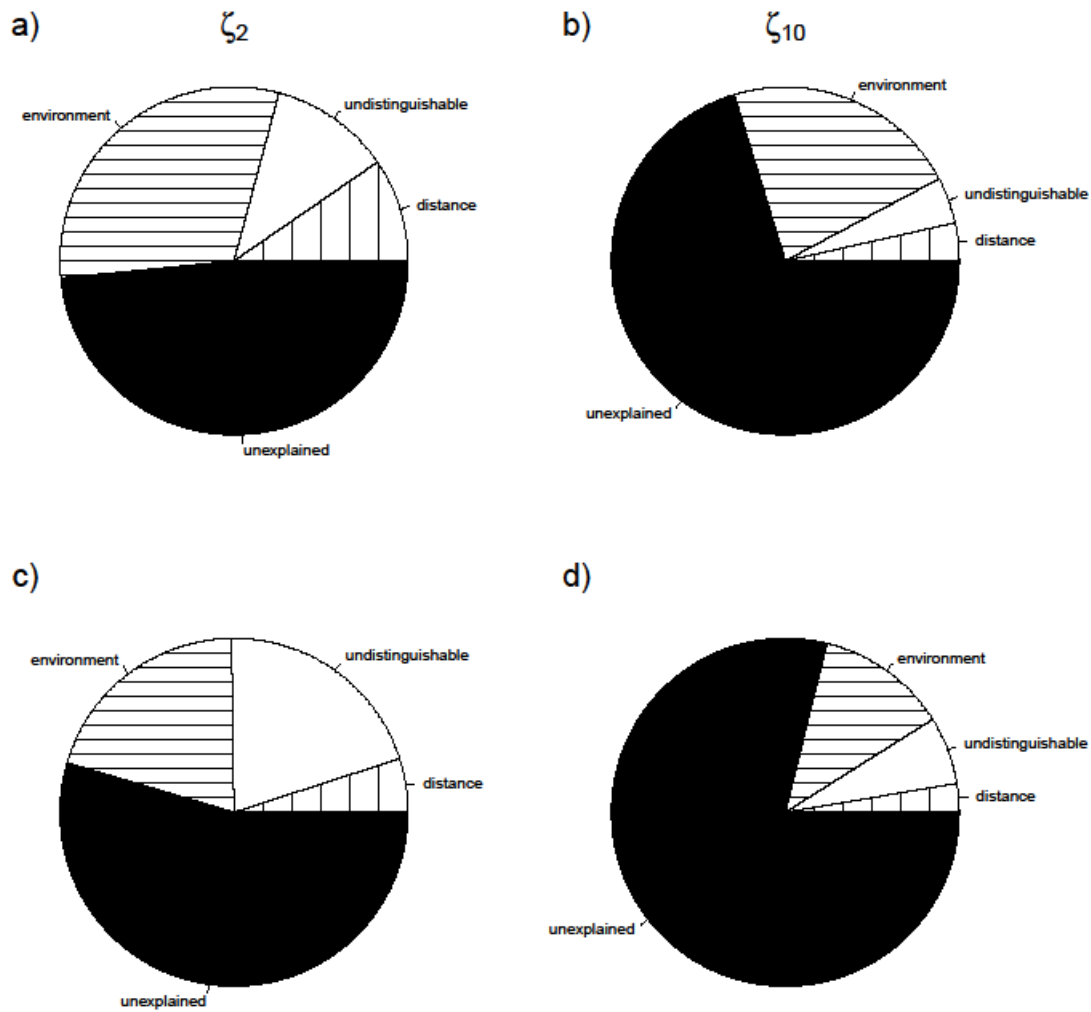 a) ζ2
b) ζ10
environment
undistinguishable
distance
unexplained
environment
undistinguishable
distance
unexplained
c)
d)
environment
undistinguishable
distance
unexplained
environment
undistinguishable
distance
unexplained